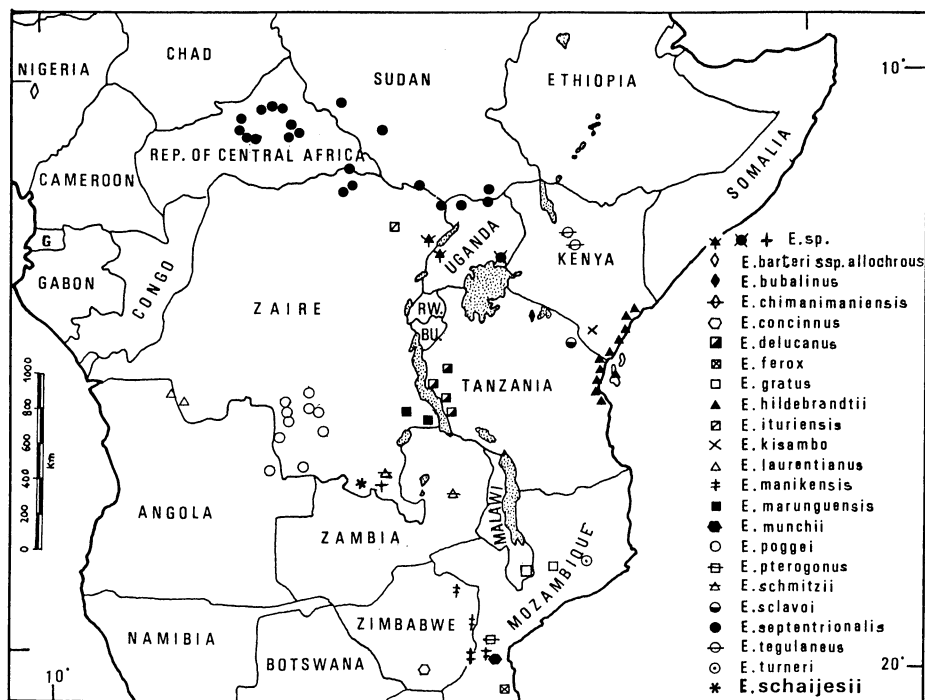 CHAD
NIGERIA
SUDAN
ETHIOPIA
10°
REP. OF CENTRAL AFRICA
SOMALIA
CAMEROON
UGANDA
KENYA
G
GABON
CONGO
ZAIRE
RW.
BU.
TANZANIA
1000
800
600
400
200
0
Km
ANGOLA
ZAMBIA
MALAWI
MOZAMBIQUE
ZIMBABWE
NAMIBIA
BOTSWANA
10°
20°
E.sp.
E.barteri ssp.allochrous
E.bubalinus
E.chimanimaniensis
E.concinnus
E.delucanus
E.ferox
E.gratus
E.hildebrandtii
E.ituriensis
E.kisambo
E.laurentianus
E.manikensis
E.marunguensis
E.munchii
E.poggei
E.pterogonus
E.schmitzii
E.sclavoi
E.septentrionalis
E.tegulaneus
E.turneri
E.schaijesii